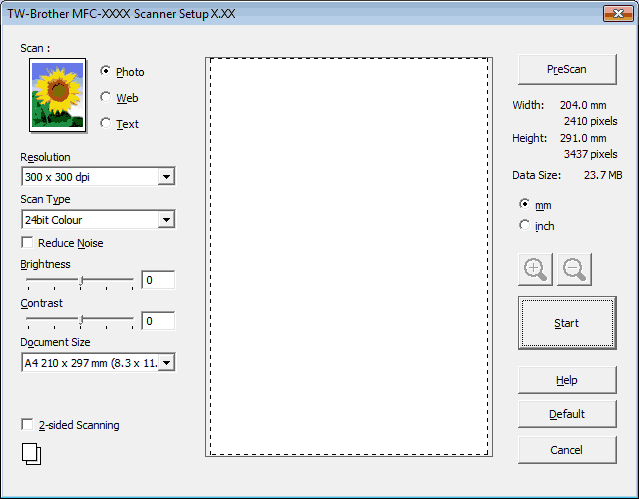 TW-Brother MFC-XXXX Scanner Setup X.XX
Scan :
Photo
Web
Text
Resolution
300 x 300 dpi
Scan Type
24bit Colour
Reduce Noise
Brightness
0
Contrast
0
Document Size
A4 210 x 297 mm (8.3 x 11.
2-sided Scanning
PreScan
Width: 204.0 mm
2410 pixels
Height: 291.0 mm
3437 pixels
Data Size: 23.7 MB
mm
inch
Start
Help
Default
Cancel